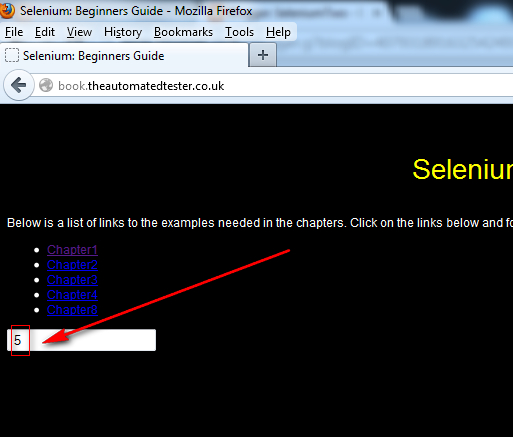 Selenium: Beginners Guide - Mozilla Firefox
File Edit View History Bookmarks Tools Help
Selenium: Beginners Guide
book.theautomatedtester.co.uk
Seleniu
Below is a list of links to the examples needed in the chapters. Click on the links below and fo
Chapter1
Chapter2
Chapter3
Chapter4
Chapter8
5